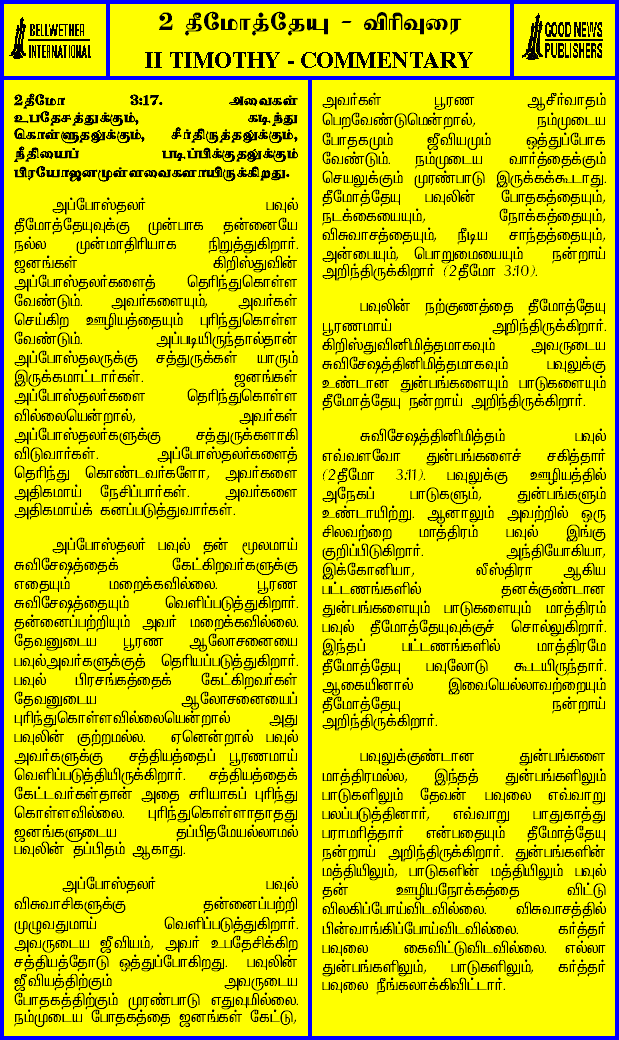 BELLWETHER
INTERNATIONAL
2 தீமோத்தேயு - விரிவுரை
II TIMOTHY - COMMENTARY
GOOD NEWS
PUBLISHERS
2தீமோ 3:17. அவைகள்
உபதேசத்துக்கும், கடிந்து
கொள்ளுதலுக்கும், சீர்திருத்தலுக்கும்,
நீதியைப் படிப்பிக்குதலுக்கும்
பிரயோஜனமுள்ளவைகளாயிருக்கிறது.
அப்போஸ்தலர் பவுல்
தீமோத்தேயுவுக்கு முன்பாக தன்னையே
நல்ல முன்மாதிரியாக நிறுத்துகிறார்.
ஜனங்கள் கிறிஸ்துவின்
அப்போஸ்தலர்களைத் தெரிந்துகொள்ள
வேண்டும். அவர்களையும், அவர்கள்
செய்கிற ஊழியத்தையும் புரிந்துகொள்ள
வேண்டும். அப்படியிருந்தால்தான்
அப்போஸ்தலருக்கு சத்துருக்கள் யாரும்
இருக்கமாட்டார்கள். ஜனங்கள்
அப்போஸ்தலர்களை தெரிந்துகொள்ள
வில்லையென்றால், அவர்கள்
அப்போஸ்தலர்களுக்கு சத்துருக்களாகி
விடுவார்கள். அப்போஸ்தலர்களைத்
தெரிந்து கொண்டவர்களோ, அவர்களை
அதிகமாய் நேசிப்பார்கள். அவர்களை
அதிகமாய்க் கனப்படுத்துவார்கள்.
அப்போஸ்தலர் பவுல் தன் மூலமாய்
சுவிசேஷத்தைக் கேட்கிறவர்களுக்கு
எதையும் மறைக்கவில்லை. பூரண
சுவிசேஷத்தையும் வெளிப்படுத்துகிறார்.
தன்னைப்பற்றியும் அவர் மறைக்கவில்லை.
தேவனுடைய பூரண ஆலோசனையை
பவுல்அவர்களுக்குத் தெரியப்படுத்துகிறார்.
பவுல் பிரசங்கத்தைக் கேட்கிறவர்கள்
தேவனுடைய ஆலோசனையைப்
புரிந்துகொள்ளவில்லையென்றால் அது
பவுலின் குற்றமல்ல. ஏனென்றால் பவுல்
அவர்களுக்கு சத்தியத்தைப் பூரணமாய்
வெளிப்படுத்தியிருக்கிறார். சத்தியத்தைக்
கேட்டவர்கள்தான் அதை சரியாகப் புரிந்து
கொள்ளவில்லை. புரிந்துகொள்ளாதாதது
ஜனங்களுடைய தப்பிதமேயல்லாமல்
பவுலின் தப்பிதம் ஆகாது.
அப்போஸ்தலர் பவுல்
விசுவாசிகளுக்கு தன்னைப்பற்றி
முழுவதுமாய் வெளிப்படுத்துகிறார்.
அவருடைய ஜீவியம், அவர் உபதேசிக்கிற
சத்தியத்தோடு ஒத்துப்போகிறது. பவுலின்
ஜீவியத்திற்கும் அவருடைய
போதகத்திற்கும் முரண்பாடு எதுவுமில்லை.
நம்முடைய போதகத்தை ஜனங்கள் கேட்டு,
அவர்கள் பூரண ஆசீர்வாதம்
பெறவேண்டுமென்றால், நம்முடைய
போதகமும் ஜீவியமும் ஒத்துப்போக
வேண்டும். நம்முடைய வார்த்தைக்கும்
செயலுக்கும் முரண்பாடு இருக்கக்கூடாது.
தீமோத்தேயு பவுலின் போதகத்தையும்,
நடக்கையையும், நோக்கத்தையும்,
விசுவாசத்தையும், நீடிய சாந்தத்தையும்,
அன்பையும், பொறுமையையும் நன்றாய்
அறிந்திருக்கிறார் (2தீமோ 3:10).
பவுலின் நற்குணத்தை தீமோத்தேயு
பூரணமாய் அறிந்திருக்கிறார்.
கிறிஸ்துவினிமித்தமாகவும் அவருடைய
சுவிசேஷத்தினிமித்தமாகவும் பவுலுக்கு
உண்டான துன்பங்களையும் பாடுகளையும்
தீமோத்தேயு நன்றாய் அறிந்திருக்கிறார்.
சுவிசேஷத்தினிமித்தம் பவுல்
எவ்வளவோ துன்பங்களைச் சகித்தார்
(2தீமோ 3:11). பவுலுக்கு ஊழியத்தில்
அநேகப் பாடுகளும், துன்பங்களும்
உண்டாயிற்று. ஆனாலும் அவற்றில் ஒரு
சிலவற்றை மாத்திரம் பவுல் இங்கு
குறிப்பிடுகிறார். அந்தியோகியா,
இக்கோனியா, லீஸ்திரா ஆகிய
பட்டணங்களில் தனக்குண்டான
துன்பங்களையும் பாடுகளையும் மாத்திரம்
பவுல் தீமோத்தேயுவுக்குச் சொல்லுகிறார்.
இந்தப் பட்டணங்களில் மாத்திரமே
தீமோத்தேயு பவுலோடு கூடயிருந்தார்.
ஆகையினால் இவையெல்லாவற்றையும்
தீமோத்தேயு நன்றாய்
அறிந்திருக்கிறார்.
பவுலுக்குண்டான துன்பங்களை
மாத்திரமல்ல, இந்தத் துன்பங்களிலும்
பாடுகளிலும் தேவன் பவுலை எவ்வாறு
பலப்படுத்தினார், எவ்வாறு பாதுகாத்து
பராமரித்தார் என்பதையும் தீமோத்தேயு
நன்றாய் அறிந்திருக்கிறார். துன்பங்களின்
மத்தியிலும், பாடுகளின் மத்தியிலும் பவுல்
தன் ஊழியநோக்கத்தை விட்டு
விலகிப்போய்விடவில்லை. விசுவாசத்தில்
பின்வாங்கிப்போய்விடவில்லை. கர்த்தர்
பவுலை கைவிட்டுவிடவில்லை. எல்லா
துன்பங்களிலும், பாடுகளிலும், கர்த்தர்
பவுலை நீங்கலாக்கிவிட்டார்.